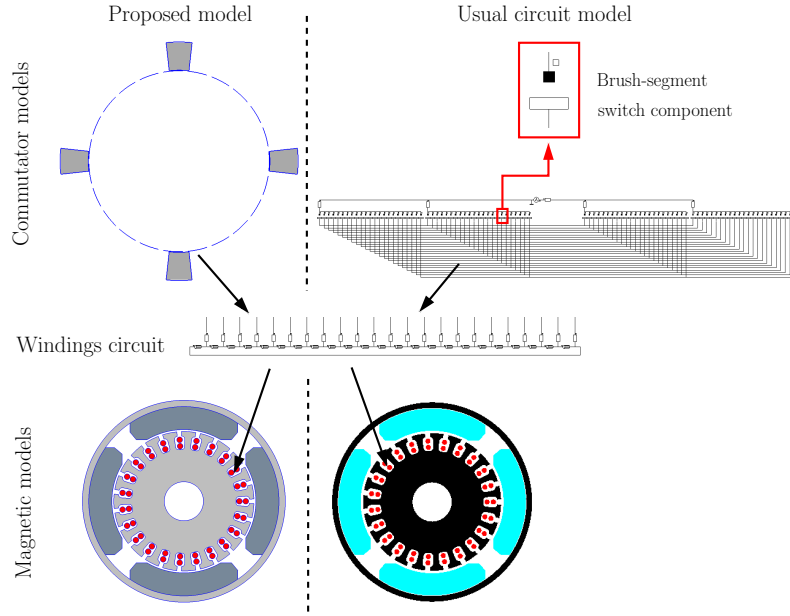 Proposed model
Usual circuit model
Commutator models
Brush-segment
switch component
Windings circuit
Magnetic models